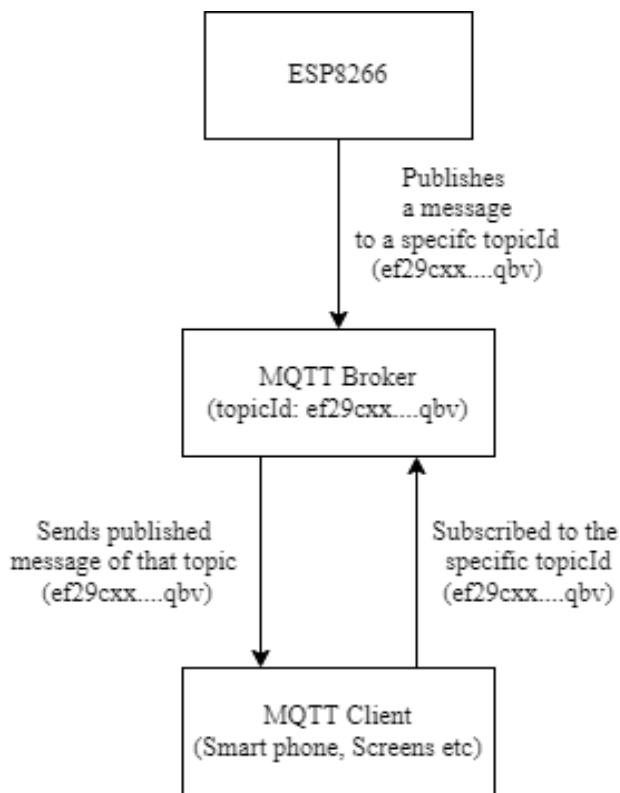 ESP8266
Publishes
a message
to a specifc topicId
(ef29cxx....qbv)
MQTT Broker
(topicId: ef29cxx....qbv)
Sends published
message of that topic
(ef29cxx....qbv)
Subscribed to the
specific topicId
(ef29cxx....qbv)
MQTT Client
(Smart phone, Screens etc)